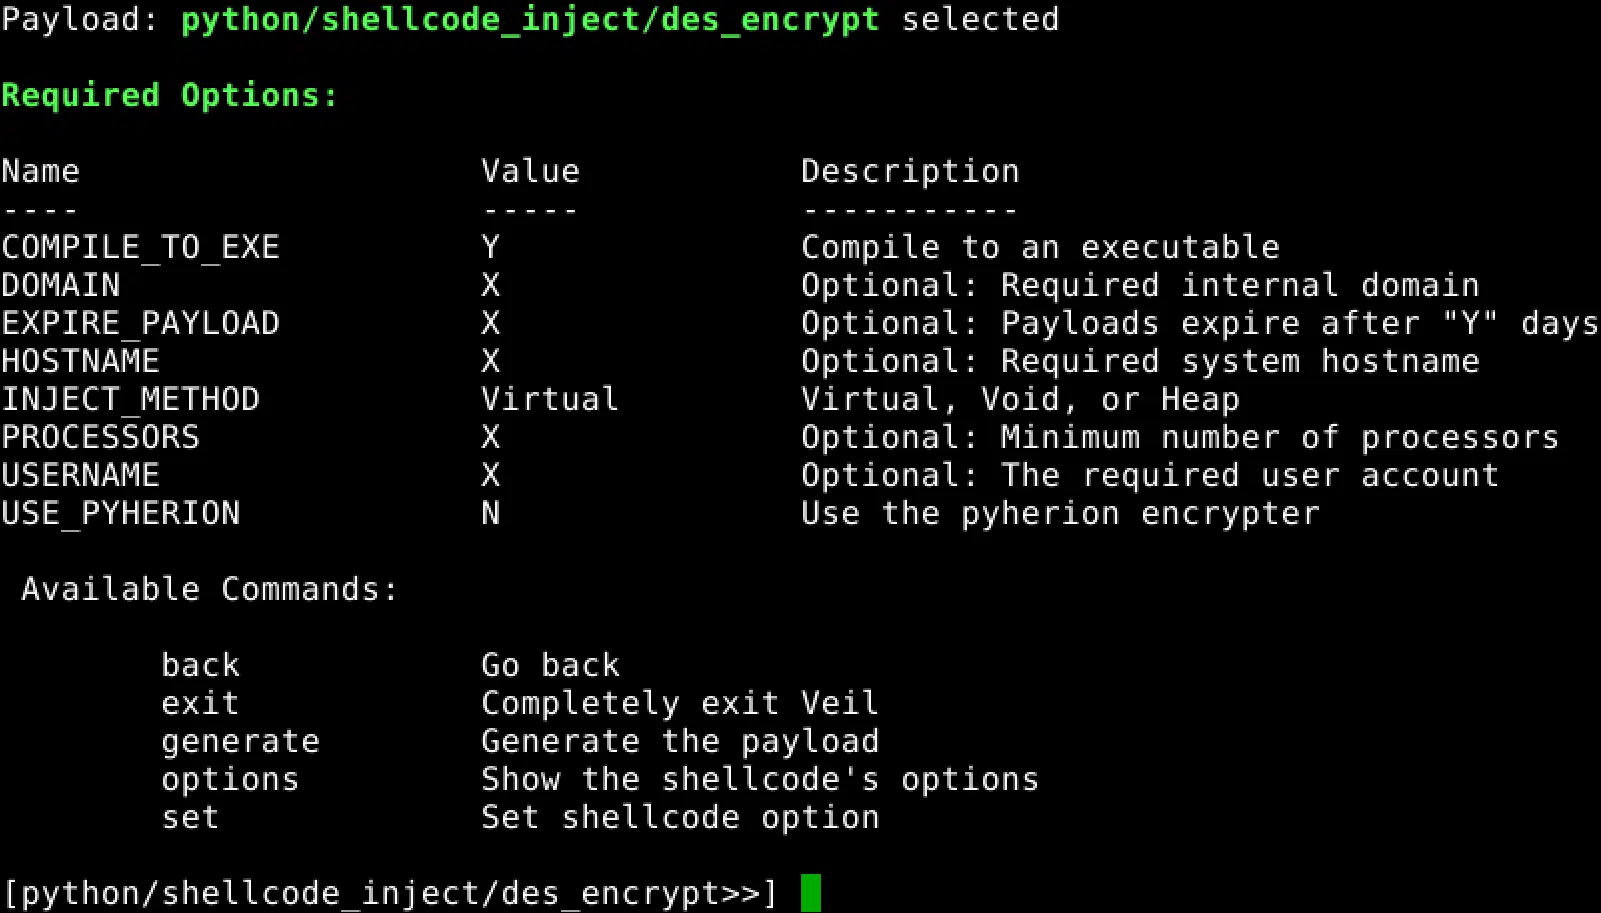 Payload: python/shellcode_inject/des_encrypt selected
Required Options:
Name Value Description
---- ----- -----------
COMPILE_TO_EXE Y Compile to an executable
DOMAIN X Optional: Required internal domain
EXPIRE_PAYLOAD X Optional: Payloads expire after "Y" days
HOSTNAME X Optional: Required system hostname
INJECT_METHOD Virtual Virtual, Void, or Heap
PROCESSORS X Optional: Minimum number of processors
USERNAME X Optional: The required user account
USE_PYHERION N Use the pyherion encrypter
Available Commands:
back Go back
exit Completely exit Veil
generate Generate the payload
options Show the shellcode's options
set Set shellcode option
[python/shellcode_inject/des_encrypt>>]